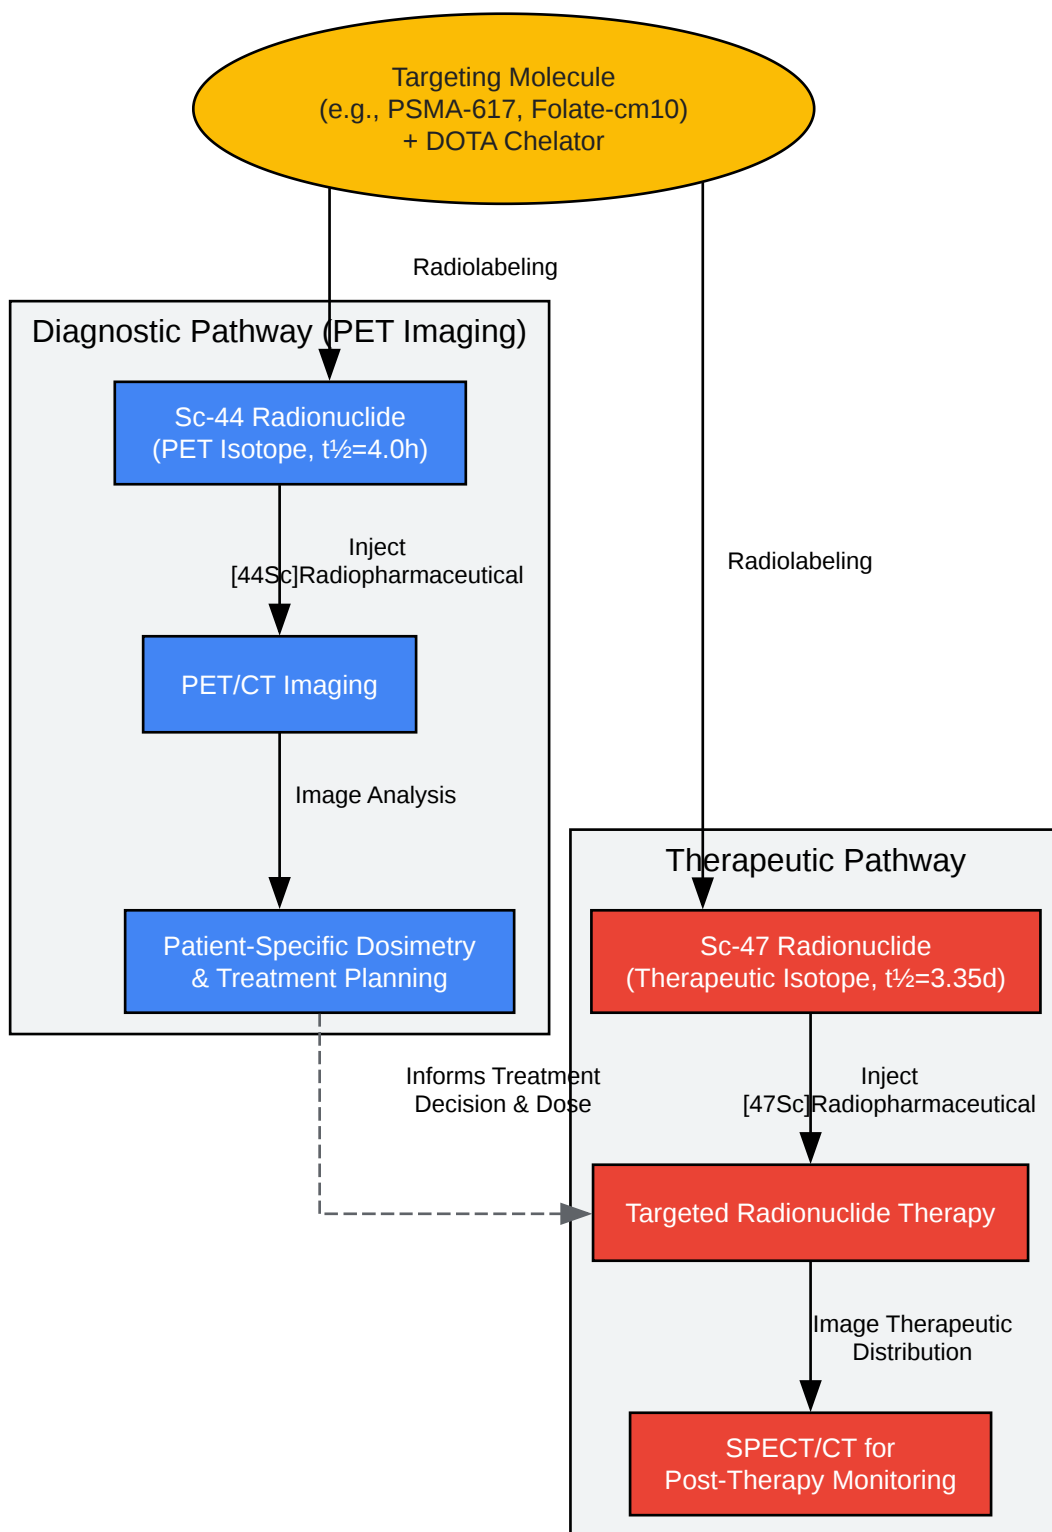 Targeting Molecule
(e.g., PSMA-617, Folate-cm10)
+ DOTA Chelator
Radiolabeling
Diagnostic Pathway (PET Imaging)
Sc-44 Radionuclide
(PET Isotope, t½=4.0h)
Inject
[44Sc]Radiopharmaceutical
PET/CT Imaging
Image Analysis
Patient-Specific Dosimetry
& Treatment Planning
Informs Treatment
Decision & Dose
Radiolabeling
Therapeutic Pathway
Sc-47 Radionuclide
(Therapeutic Isotope, t½=3.35d)
Inject
[47Sc]Radiopharmaceutical
Targeted Radionuclide Therapy
Image Therapeutic
Distribution
SPECT/CT for
Post-Therapy Monitoring